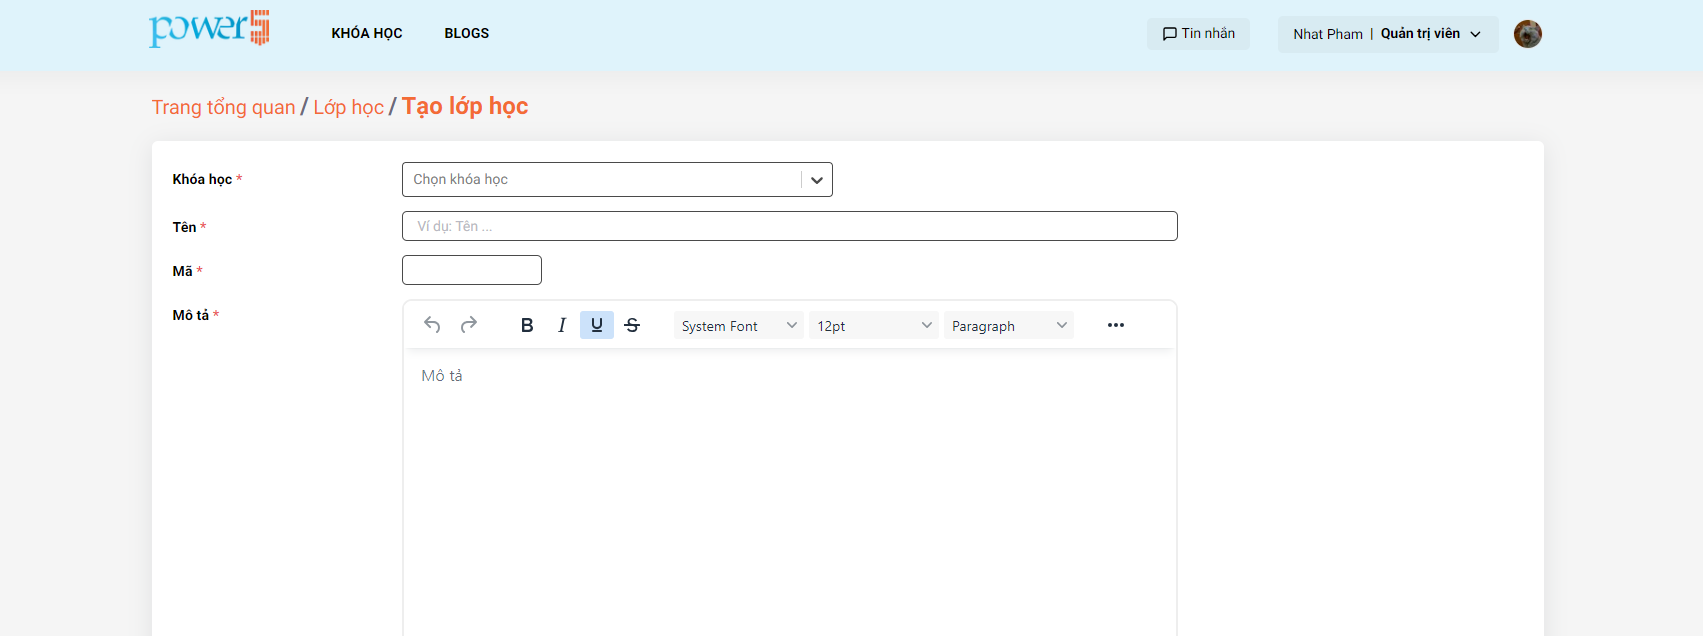 power5 KHÓA HỌC BLOGS Tin nhắn Nhat Pham | Quản trị viên
Trang tổng quan / Lớp học / Tạo lớp học
Khóa học * Chọn khóa học
Tên * Ví dụ: Tên ...
Mã *
Mô tả * B I U S System Font 12pt Paragraph ...
Mô tả